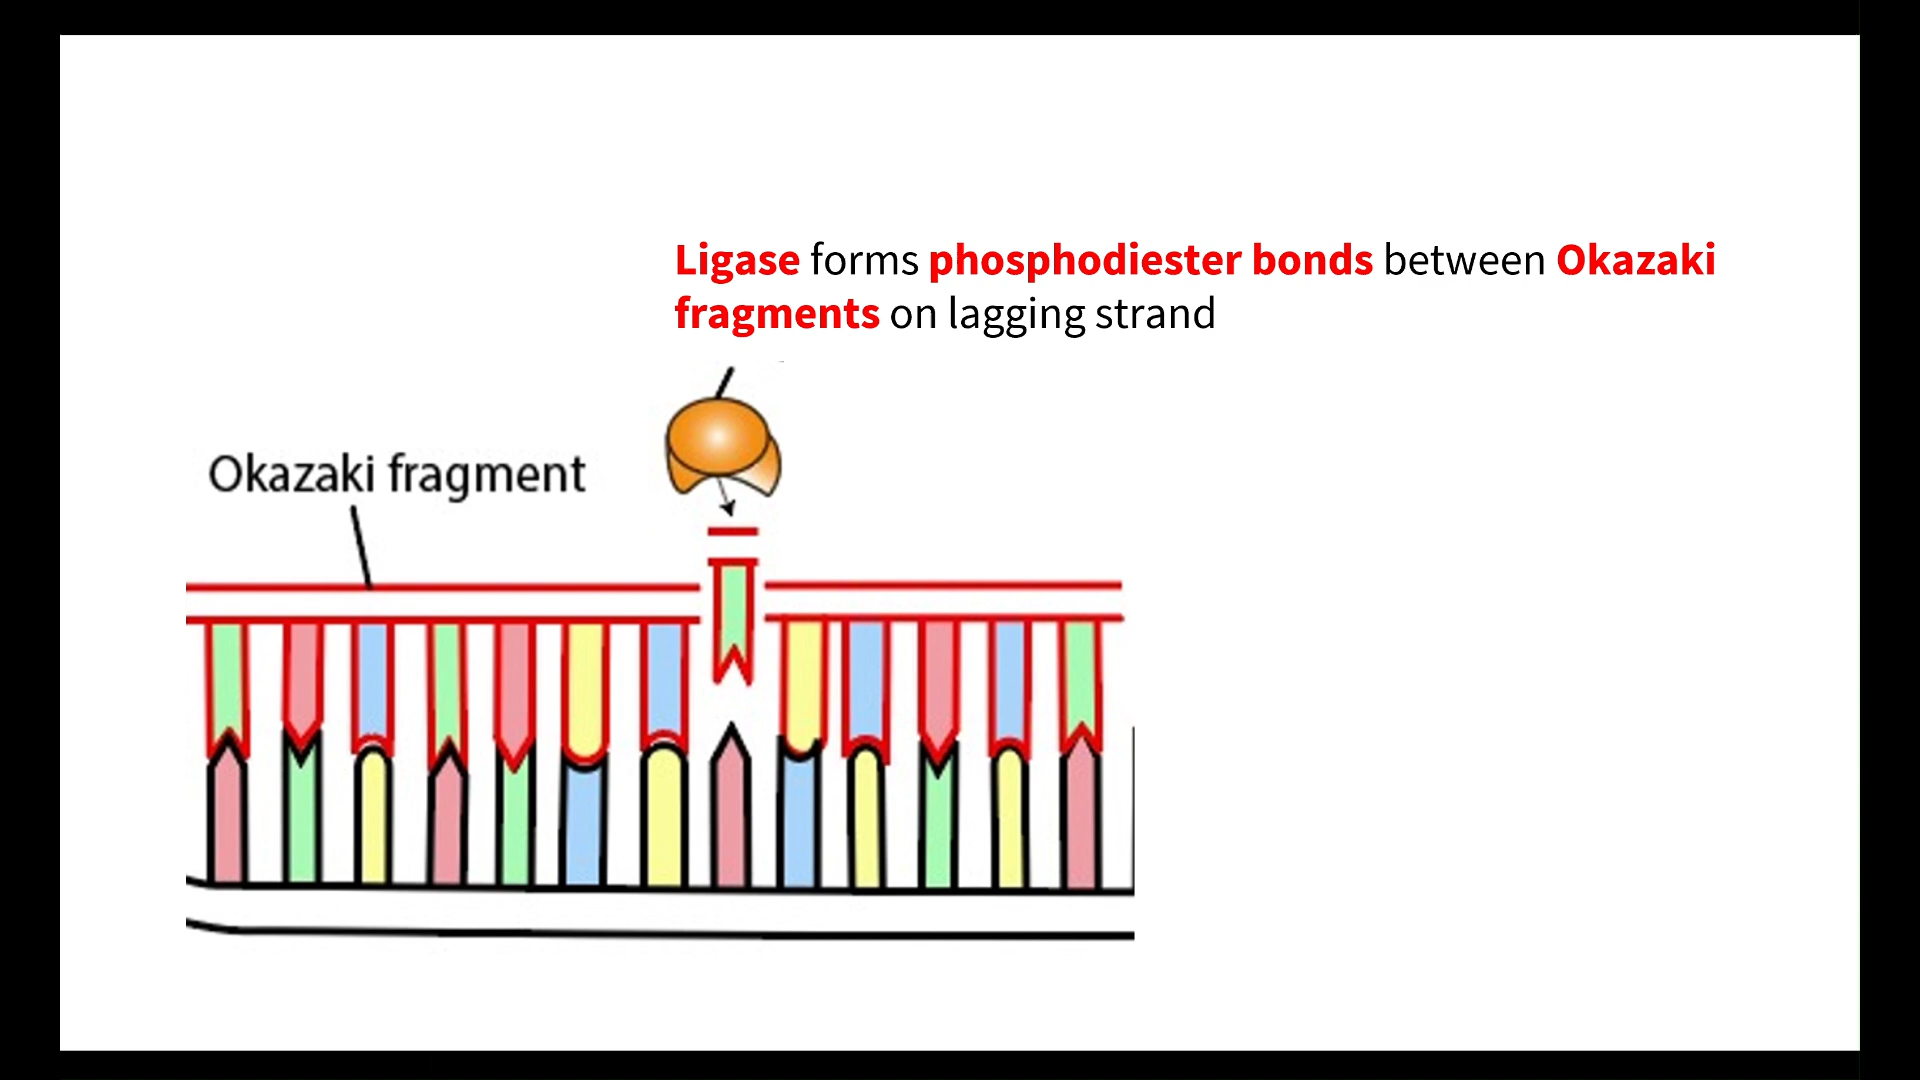 Ligase forms phosphodiester bonds between Okazaki
fragments on lagging strand
Okazaki fragment